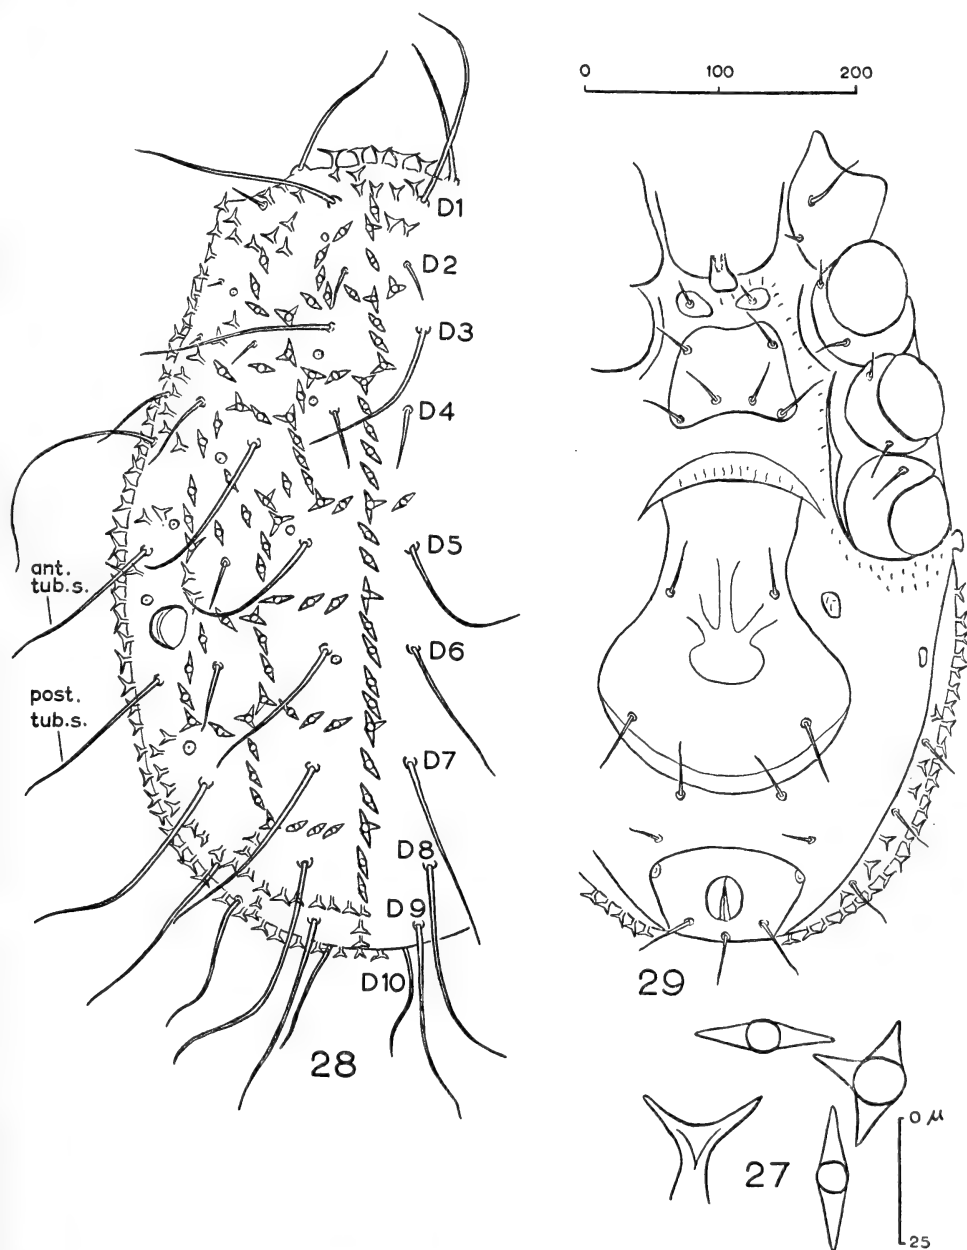 0 100 200
D1
D2
D3
D4
ant.
tub.s.
D5
post.
tub.s.
D6
D7
D8
D9
D10
28
29
27
0 μ
25